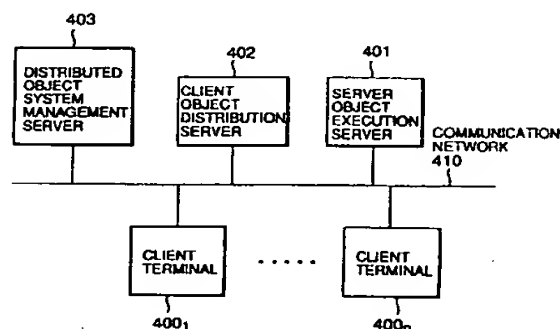 403
402
401
DISTRIBUTED
OBJECT
SYSTEM
MANAGEMENT
SERVER
CLIENT
OBJECT
DISTRIBUTION
SERVER
SERVER
OBJECT
EXECUTION
SERVER
COMMUNICATION
NETWORK
410
CLIENT
TERMINAL
. . . . .
CLIENT
TERMINAL
400₁
400ₙ